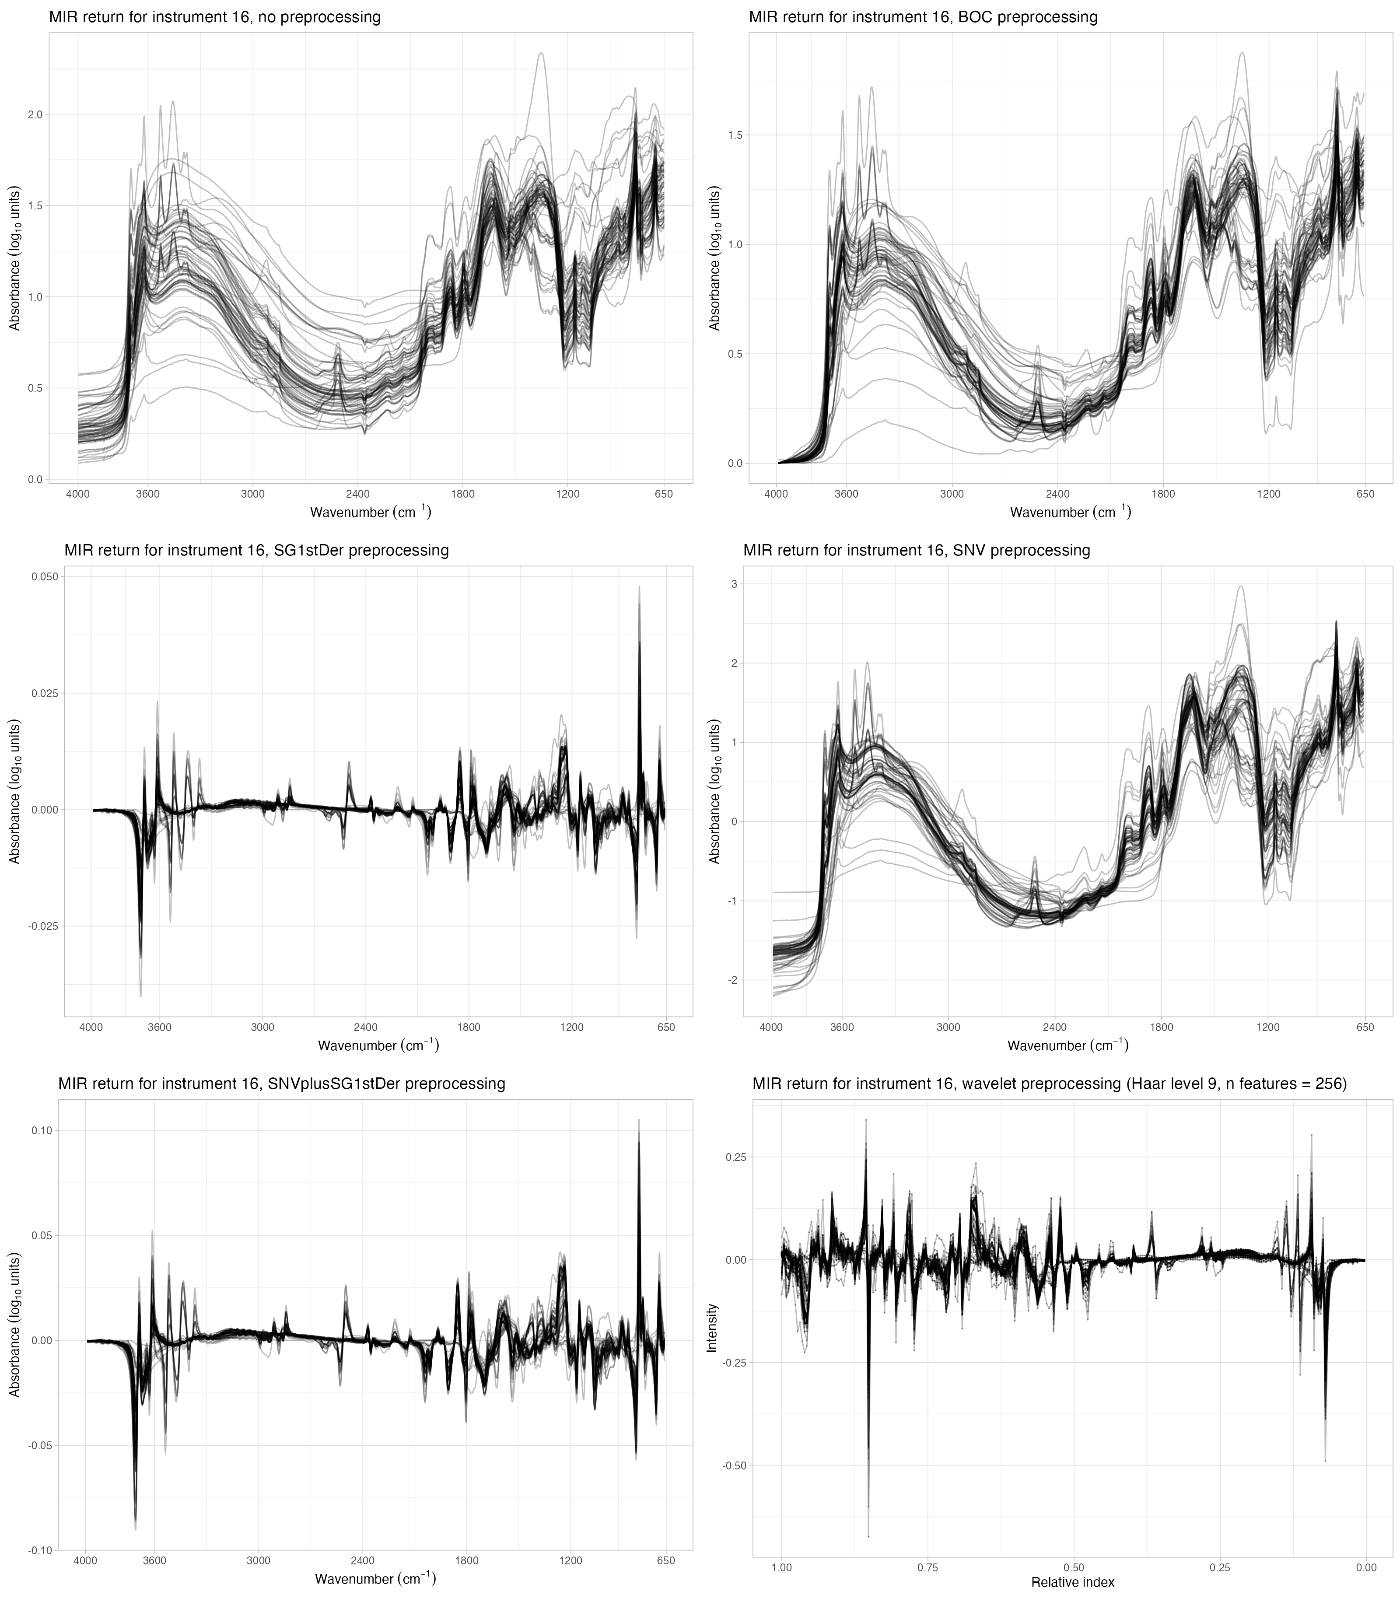 MIR return for instrument 16, no preprocessing
Absorbance (log10 units)
2.0
1.5
1.0
0.5
0.0
4000 3600 3000 2400 1800 1200 650
Wavenumber (cm -1)
MIR return for instrument 16, BOC preprocessing
Absorbance (log10 units)
1.5
1.0
0.5
0.0
4000 3600 3000 2400 1800 1200 650
Wavenumber (cm -1)
MIR return for instrument 16, SG1stDer preprocessing
Absorbance (log10 units)
0.050
0.025
0.000
-0.025
4000 3600 3000 2400 1800 1200 650
Wavenumber (cm−1)
MIR return for instrument 16, SNV preprocessing
Absorbance (log10 units)
3
2
1
0
-1
-2
4000 3600 3000 2400 1800 1200 650
Wavenumber (cm−1)
MIR return for instrument 16, SNVplusSG1stDer preprocessing
Absorbance (log10 units)
0.10
0.05
0.00
-0.05
-0.10
4000 3600 3000 2400 1800 1200 650
Wavenumber (cm−1)
MIR return for instrument 16, wavelet preprocessing (Haar level 9, n features = 256)
Intensity
0.25
0.00
-0.25
-0.50
1.00 0.75 0.50 0.25 0.00
Relative index